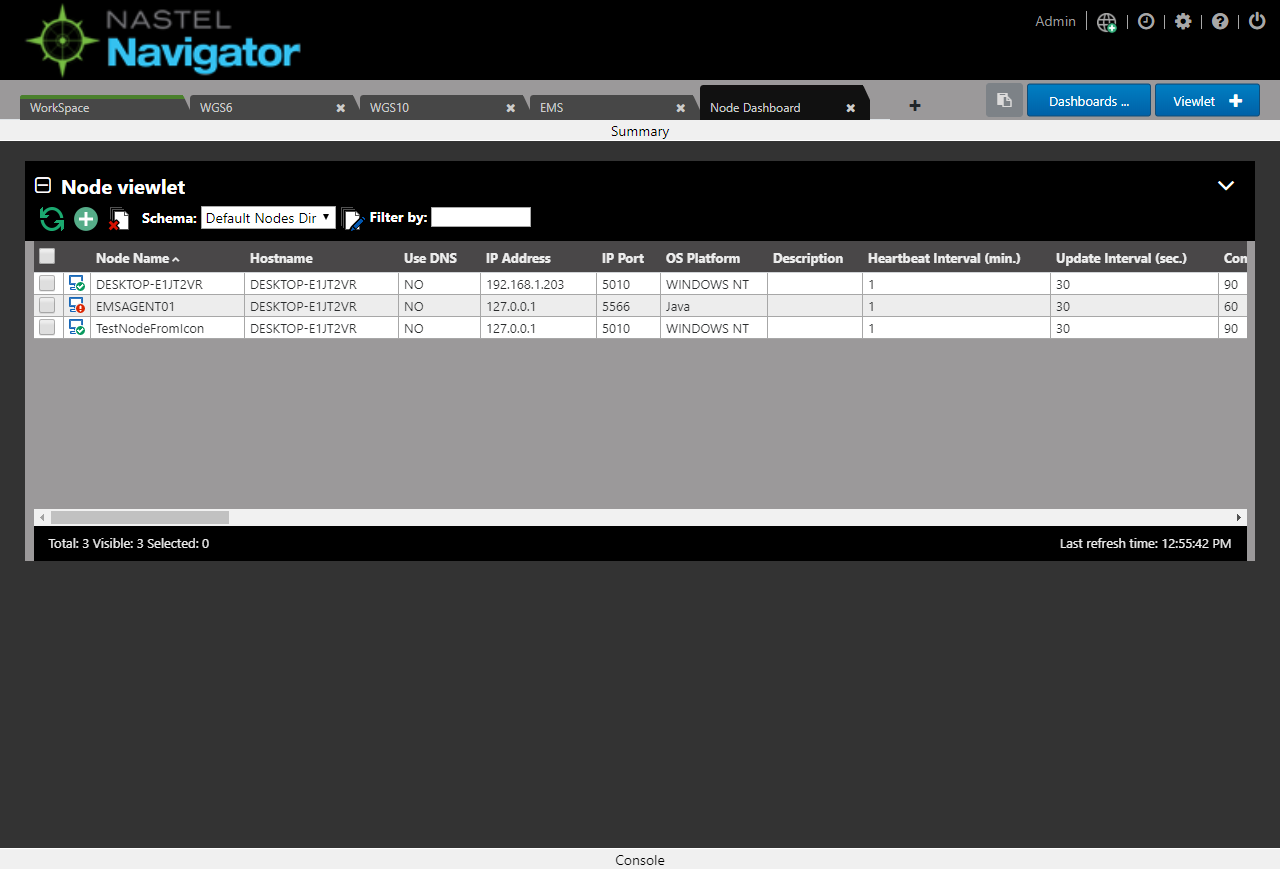 NASTEL
Navigator
Admin
WorkSpace WGS6 WGS10 EMS Node Dashboard Dashboards ... Viewlet
Summary
Node viewlet
Schema: Default Nodes Dir Filter by:
Node Name Hostname Use DNS IP Address IP Port OS Platform Description Heartbeat Interval (min.) Update Interval (sec.) Con
DESKTOP-E1JT2VR DESKTOP-E1JT2VR NO 192.168.1.203 5010 WINDOWS NT 1 30 90
EMSAGENT01 DESKTOP-E1JT2VR NO 127.0.0.1 5566 Java 1 30 60
TestNodeFromIcon DESKTOP-E1JT2VR NO 127.0.0.1 5010 WINDOWS NT 1 30 90
Total: 3 Visible: 3 Selected: 0 Last refresh time: 12:55:42 PM
Console